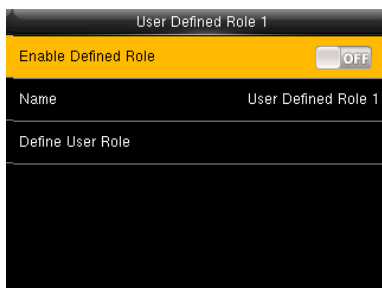 User Defined Role 1
Enable Defined Role OFF
Name User Defined Role 1
Define User Role